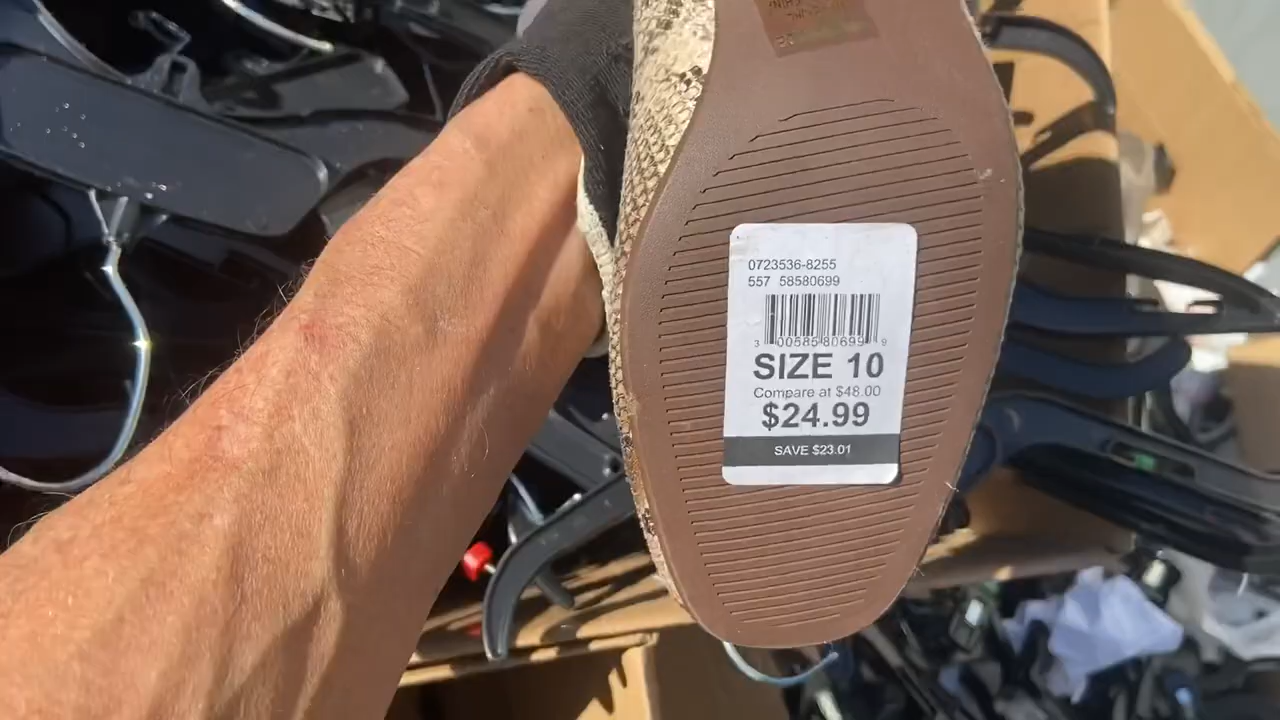 0723536-8255
557 58580699
3 00585 80699 9
SIZE 10
Compare at $48.00
$24.99
SAVE $23.01